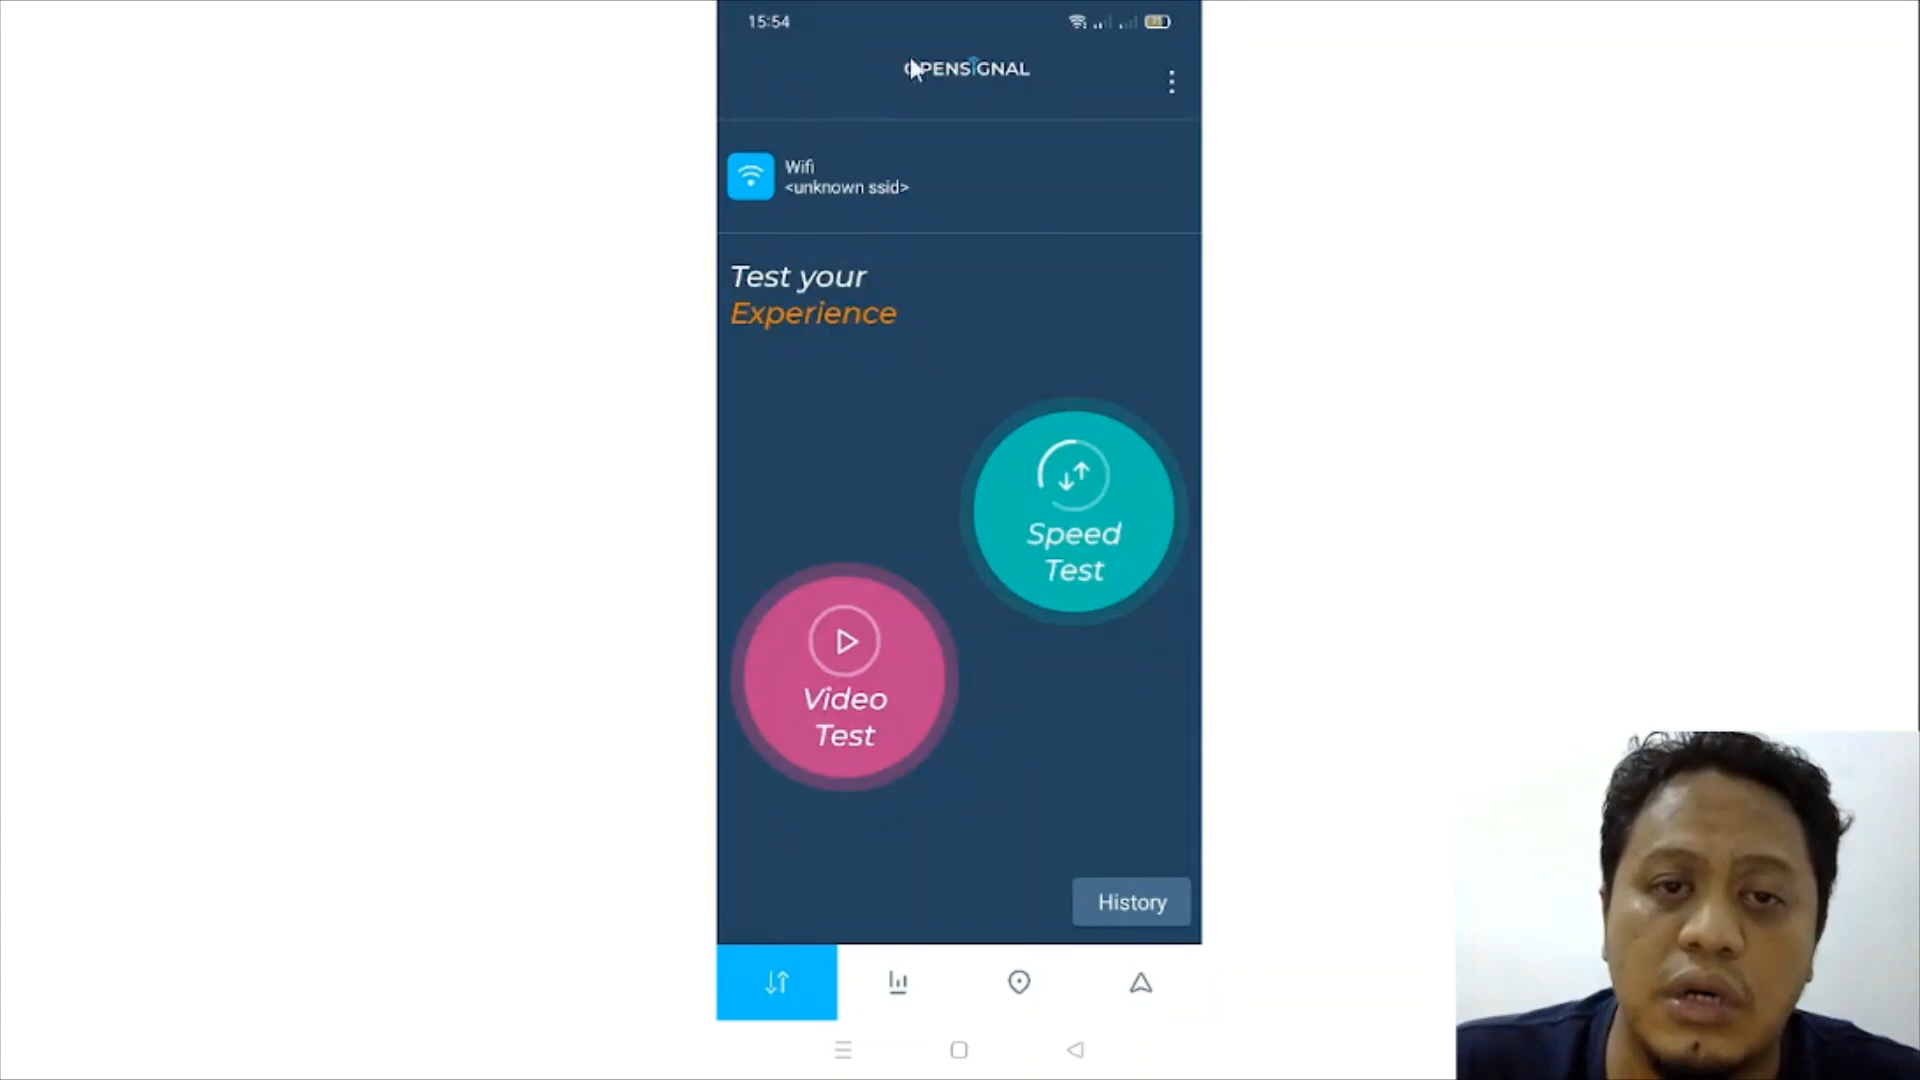 15:54
OPENSIGNAL
Wifi
<unknown ssid>
Test your
Experience
Speed
Test
Video
Test
History